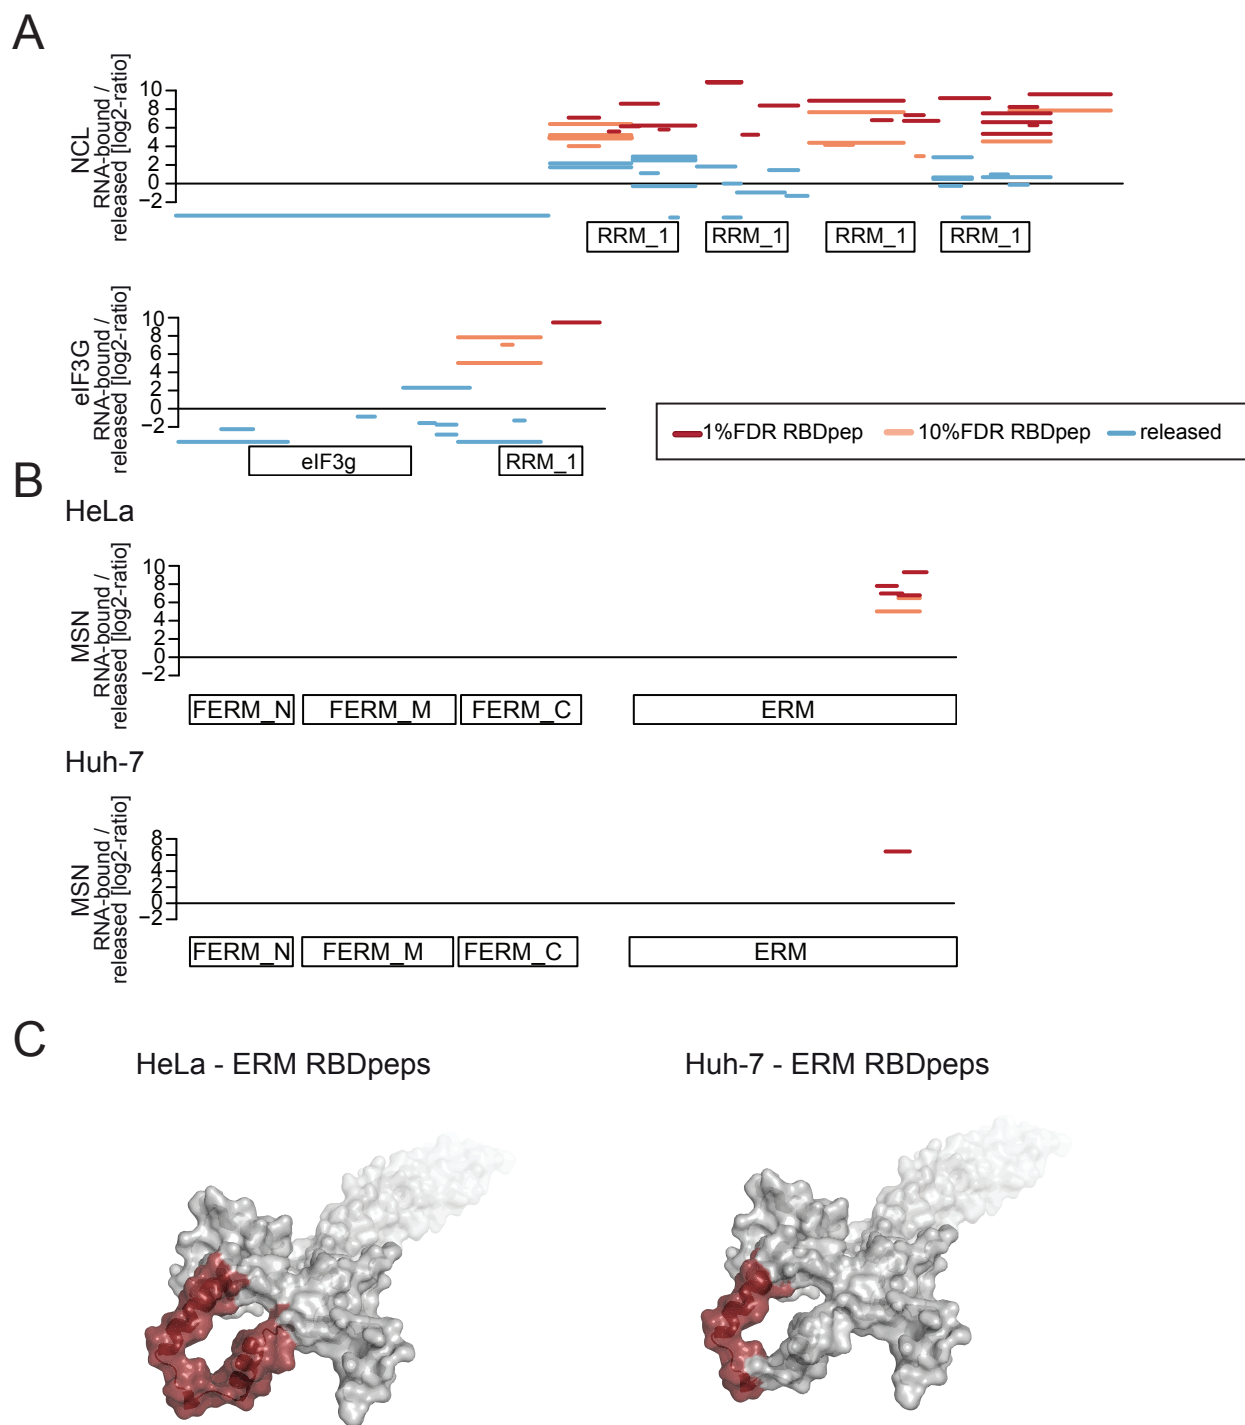 A
NCL
RNA-bound /
released [log2-ratio]
10
8
6
4
2
0
−2
RRM_1
RRM_1
RRM_1
RRM_1
eIF3G
RNA-bound /
released [log2-ratio]
10
8
6
4
2
0
−2
eIF3g
RRM_1
1%FDR RBDpep
10%FDR RBDpep
released
B
HeLa
MSN
RNA-bound /
released [log2-ratio]
10
8
6
4
2
0
−2
FERM_N
FERM_M
FERM_C
ERM
Huh-7
MSN
RNA-bound /
released [log2-ratio]
8
6
4
2
0
−2
FERM_N
FERM_M
FERM_C
ERM
C
HeLa - ERM RBDpeps
Huh-7 - ERM RBDpeps